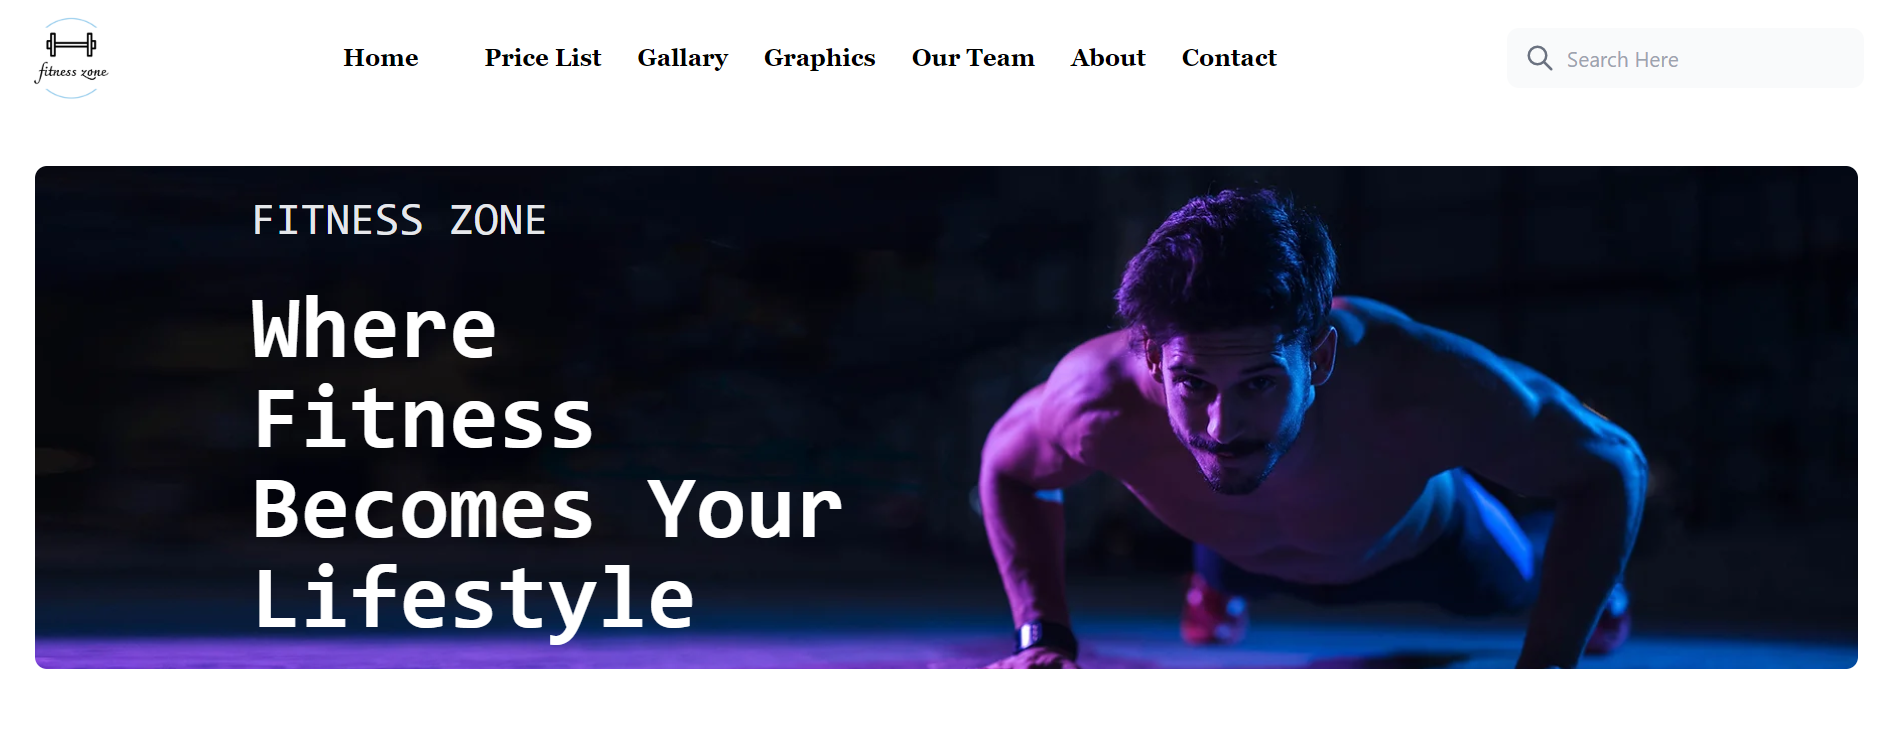 fitness zone
Home Price List Gallary Graphics Our Team About Contact
Search Here
FITNESS ZONE
Where
Fitness
Becomes Your
Lifestyle